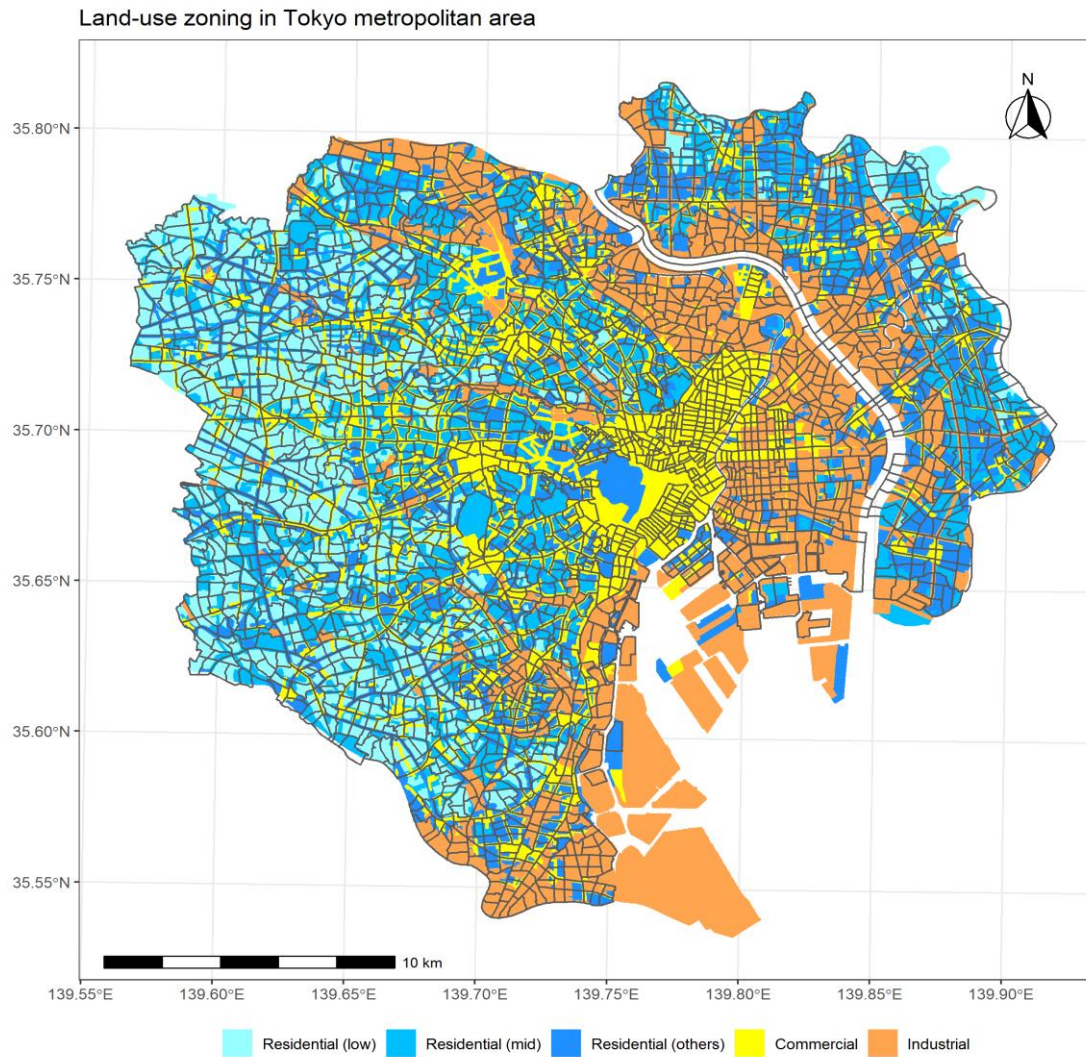 Land-use zoning in Tokyo metropolitan area
N
35.80°N
35.75°N
35.70°N
35.65°N
35.60°N
35.55°N
10 km
139.55°E 139.60°E 139.65°E 139.70°E 139.75°E 139.80°E 139.85°E 139.90°E
Residential (low) Residential (mid) Residential (others) Commercial Industrial